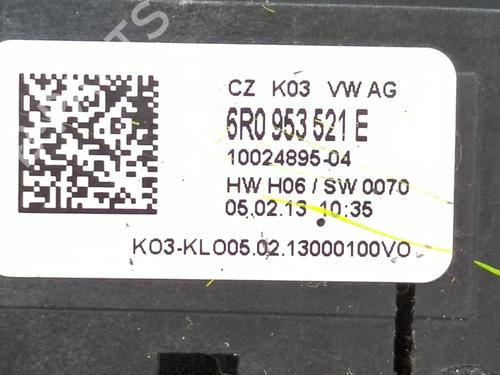 CZ K03 VW AG
6R0 953 521 E
10024895-04
HW H06 / SW 0070
05.02.13 10:35
K03-KLO05.02.13000100VO